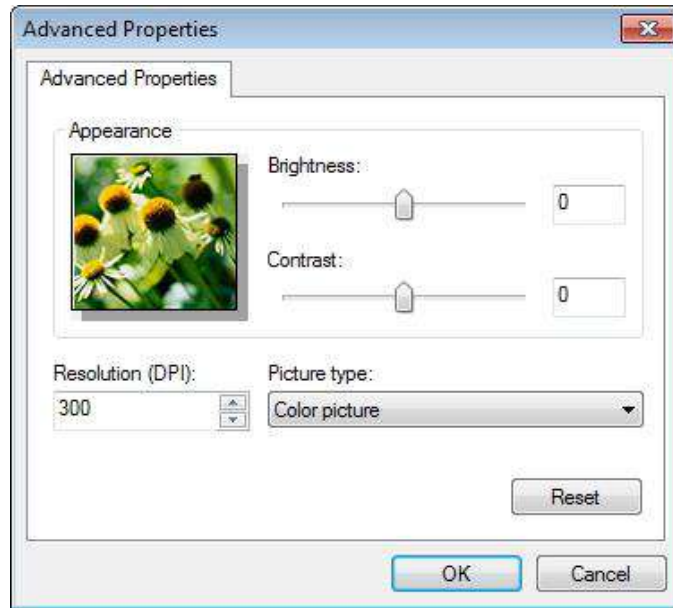 Advanced Properties
Advanced Properties
Appearance
Brightness:
0
Contrast:
0
Resolution (DPI):
300
Picture type:
Color picture
Reset
OK
Cancel